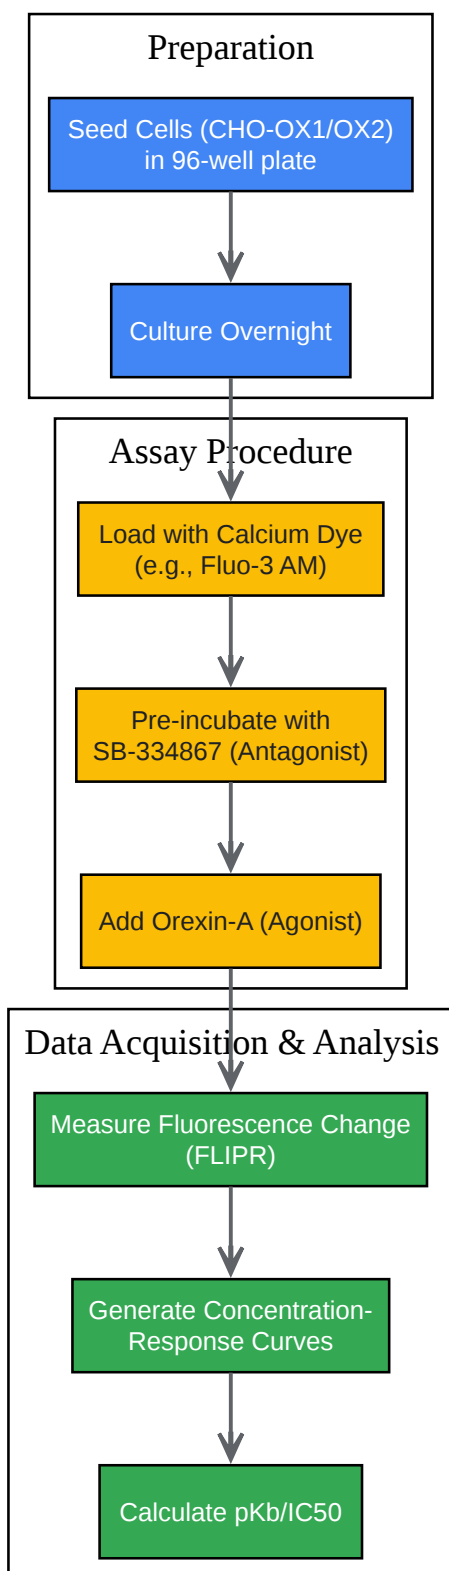 Preparation
Seed Cells (CHO-OX1/OX2)
in 96-well plate
Culture Overnight
Assay Procedure
Load with Calcium Dye
(e.g., Fluo-3 AM)
Pre-incubate with
SB-334867 (Antagonist)
Add Orexin-A (Agonist)
Data Acquisition & Analysis
Measure Fluorescence Change
(FLIPR)
Generate Concentration-
Response Curves
Calculate pKb/IC50